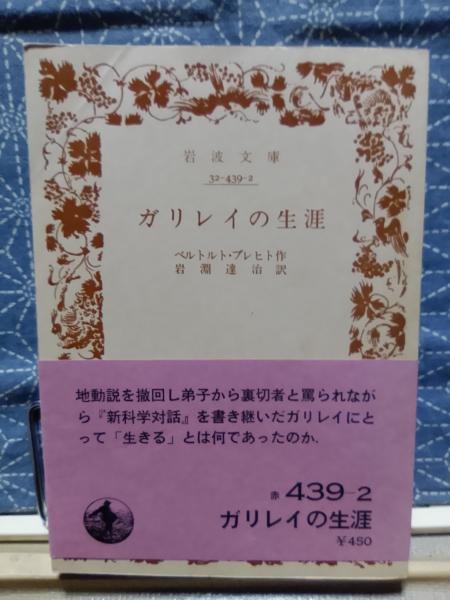 岩波文庫
32-439-2
ガリレイの生涯
ベルトルト・ブレヒト作
岩淵達治訳
地動説を撤回し弟子から裏切者と罵られなが
ら『新科学対話』を書き継いだガリレイにと
って「生きる」とは何であったのか.
赤 439-2
ガリレイの生涯
¥450